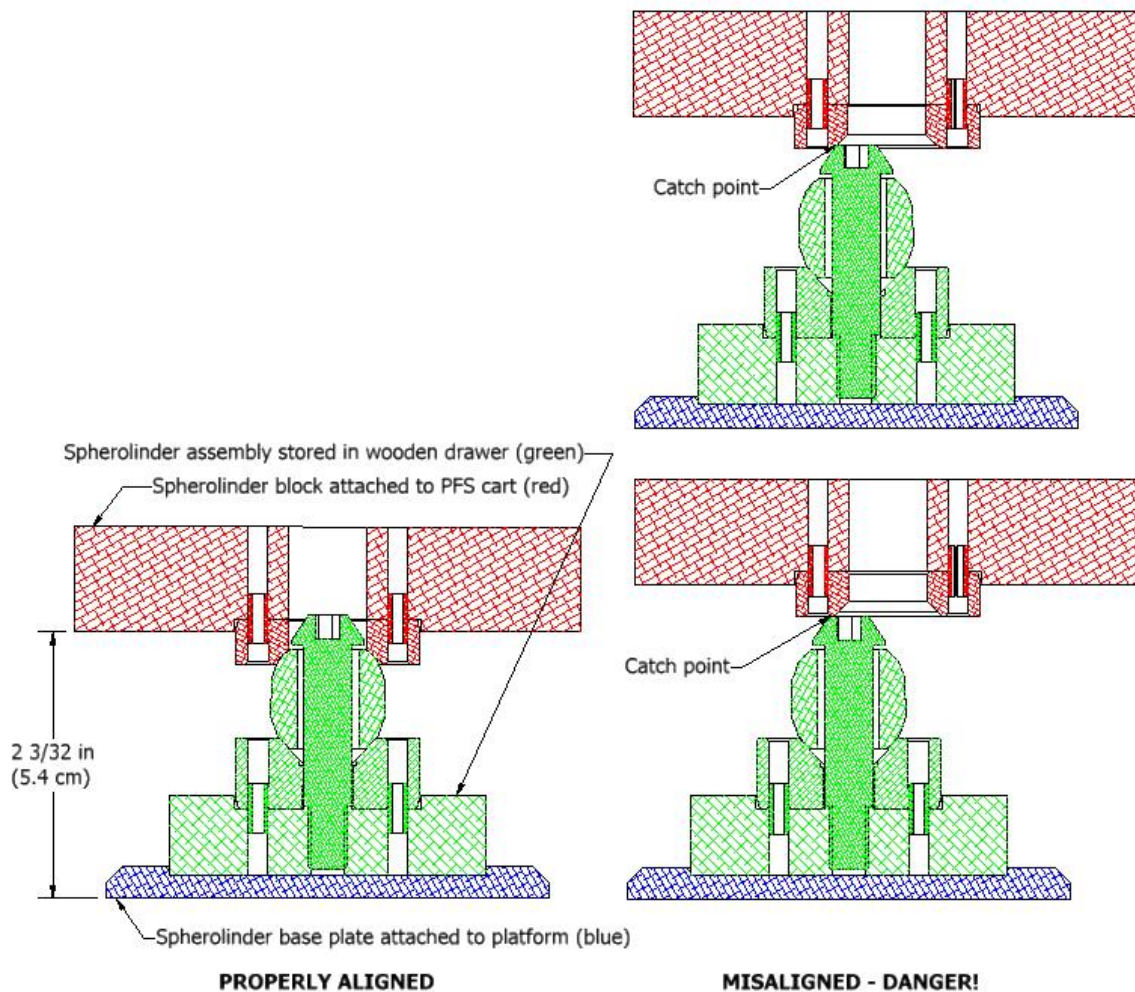 Catch point
Spherolinder assembly stored in wooden drawer (green)
Spherolinder block attached to PFS cart (red)
Catch point
2 3/32 in
(5.4 cm)
Spherolinder base plate attached to platform (blue)
PROPERLY ALIGNED
MISALIGNED - DANGER!